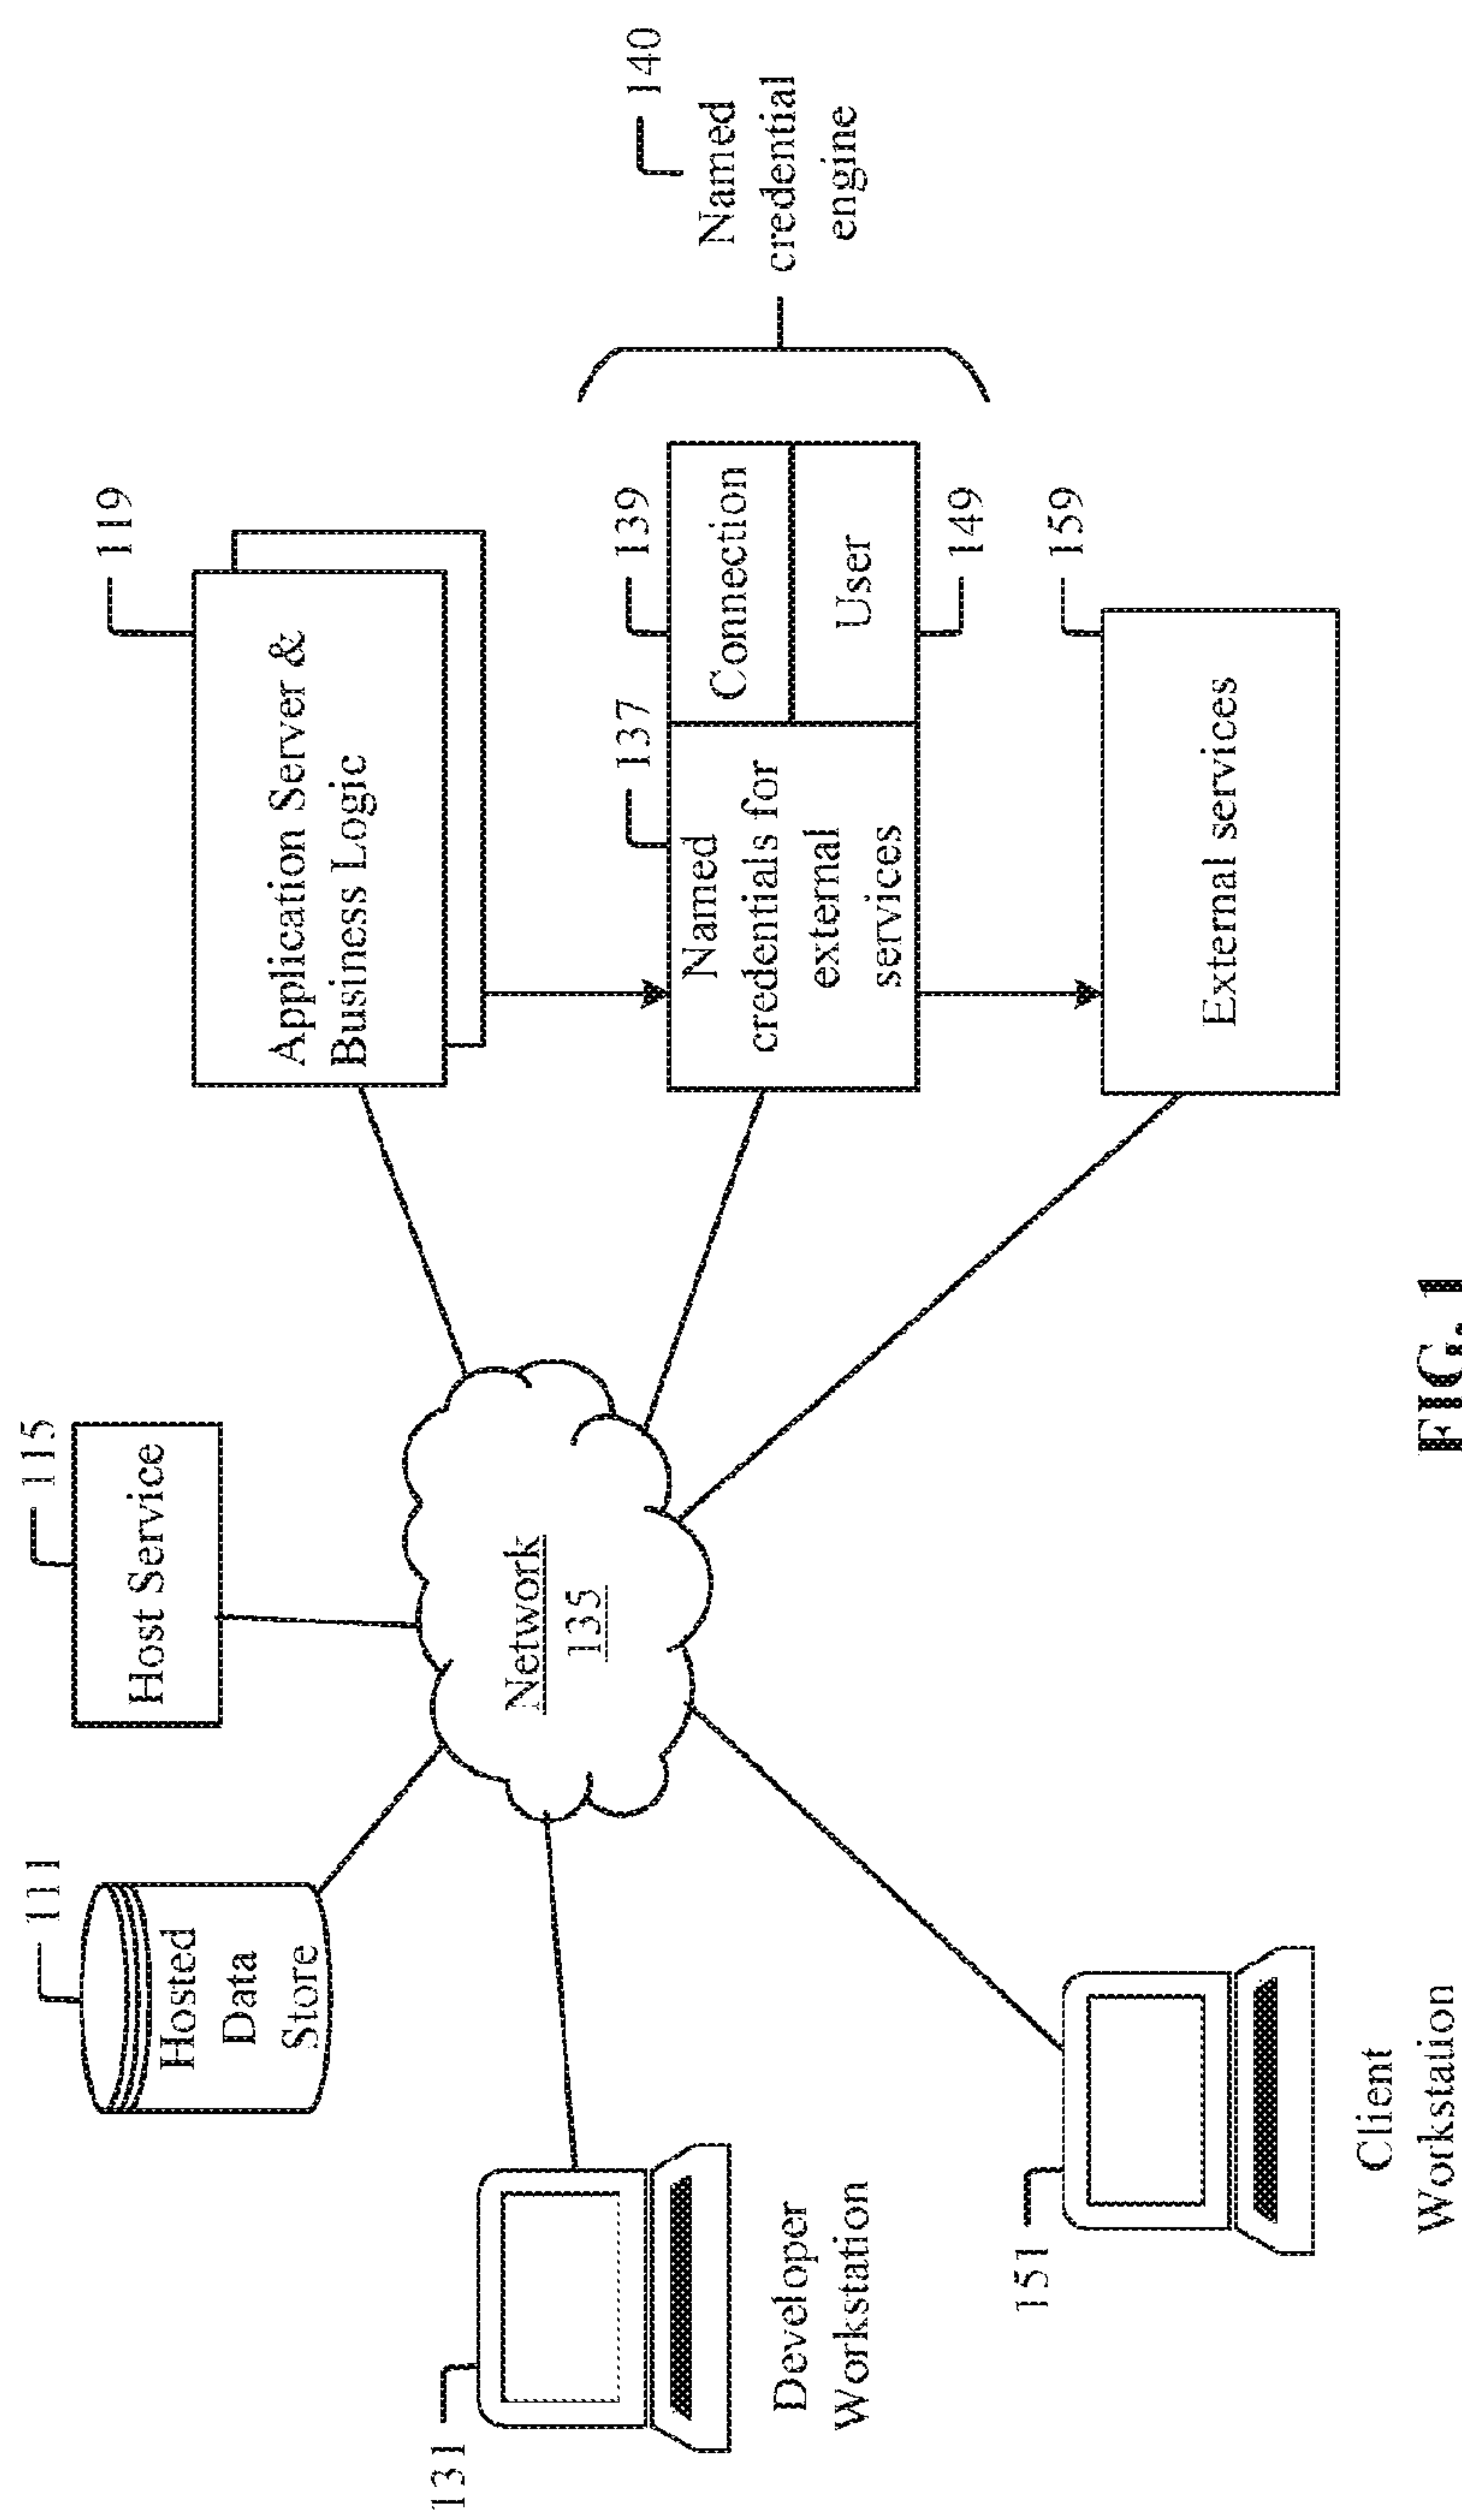 111
Hosted
Data
Store
115
Host Service
119
Application Server &
Business Logic
131
Developer
Workstation
Network
135
137
Named
credentials for
external
services
139
Connection
User
149
140
Named
credential
engine
151
Client
Workstation
159
External services
FIG. 1